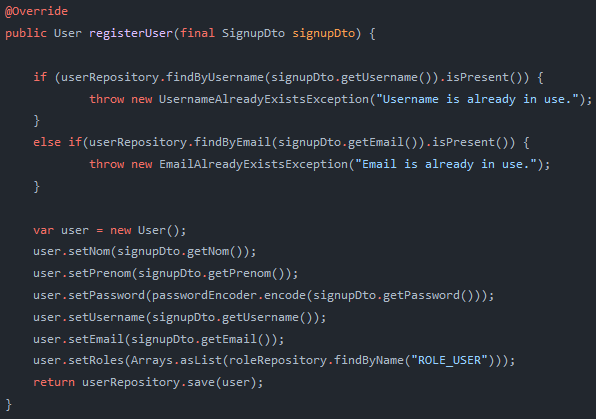 @Override
public User registerUser(final SignupDto signupDto) {
if (userRepository.findByUsername(signupDto.getUsername()).isPresent()) {
throw new UsernameAlreadyExistsException("Username is already in use.");
}
else if(userRepository.findByEmail(signupDto.getEmail()).isPresent()) {
throw new EmailAlreadyExistsException("Email is already in use.");
}
var user = new User();
user.setNom(signupDto.getNom());
user.setPrenom(signupDto.getPrenom());
user.setPassword(passwordEncoder.encode(signupDto.getPassword()));
user.setUsername(signupDto.getUsername());
user.setEmail(signupDto.getEmail());
user.setRoles(Arrays.asList(roleRepository.findByName("ROLE_USER")));
return userRepository.save(user);
}